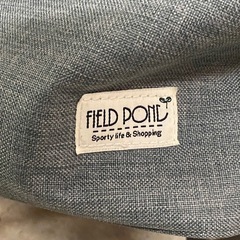 FIELD POND
Sporty life & Shopping